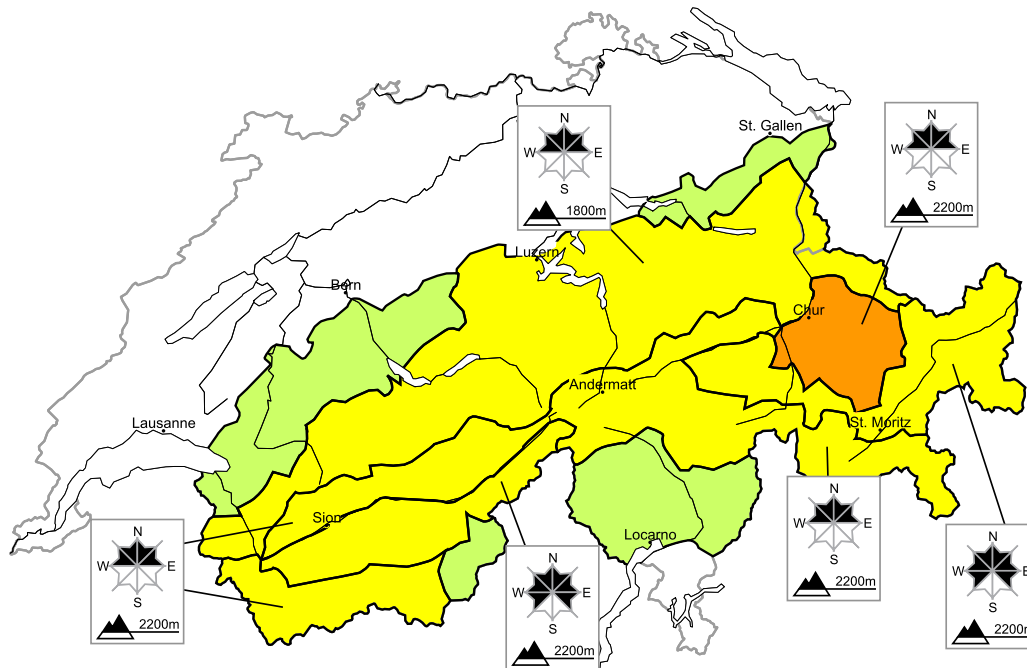 N
W E
S
1800m
St. Gallen
N
W E
S
2200m
Luzern
Bern
Chur
Andermatt
Lausanne
St. Moritz
Sion
Locarno
N
W E
S
2200m
N
W E
S
2200m
N
W E
S
2200m
N
W E
S
2200m